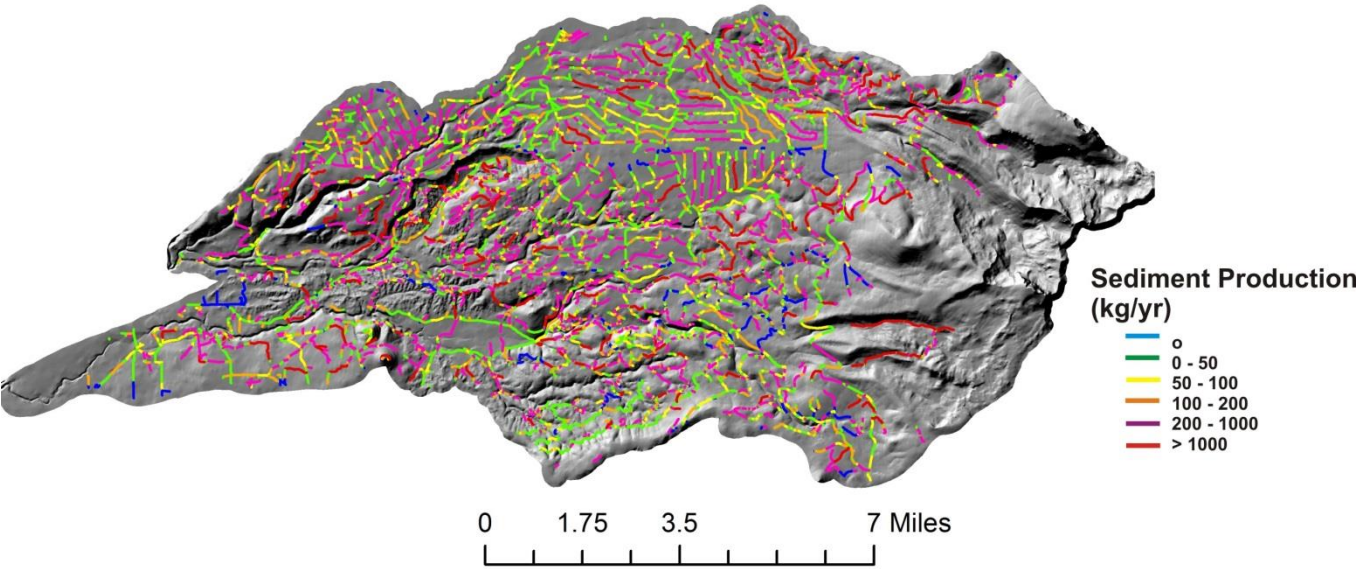 Sediment Production
(kg/yr)
o
0 - 50
50 - 100
100 - 200
200 - 1000
> 1000
0 1.75 3.5 7 Miles